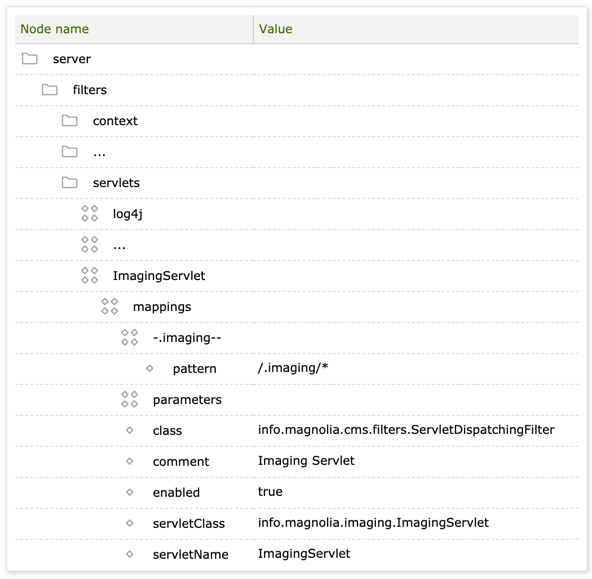 Node name Value
server
filters
context
...
servlets
log4j
...
ImagingServlet
mappings
-.imaging--
pattern /.imaging/*
parameters
class info.magnolia.cms.filters.ServletDispatchingFilter
comment Imaging Servlet
enabled true
servletClass info.magnolia.imaging.ImagingServlet
servletName ImagingServlet